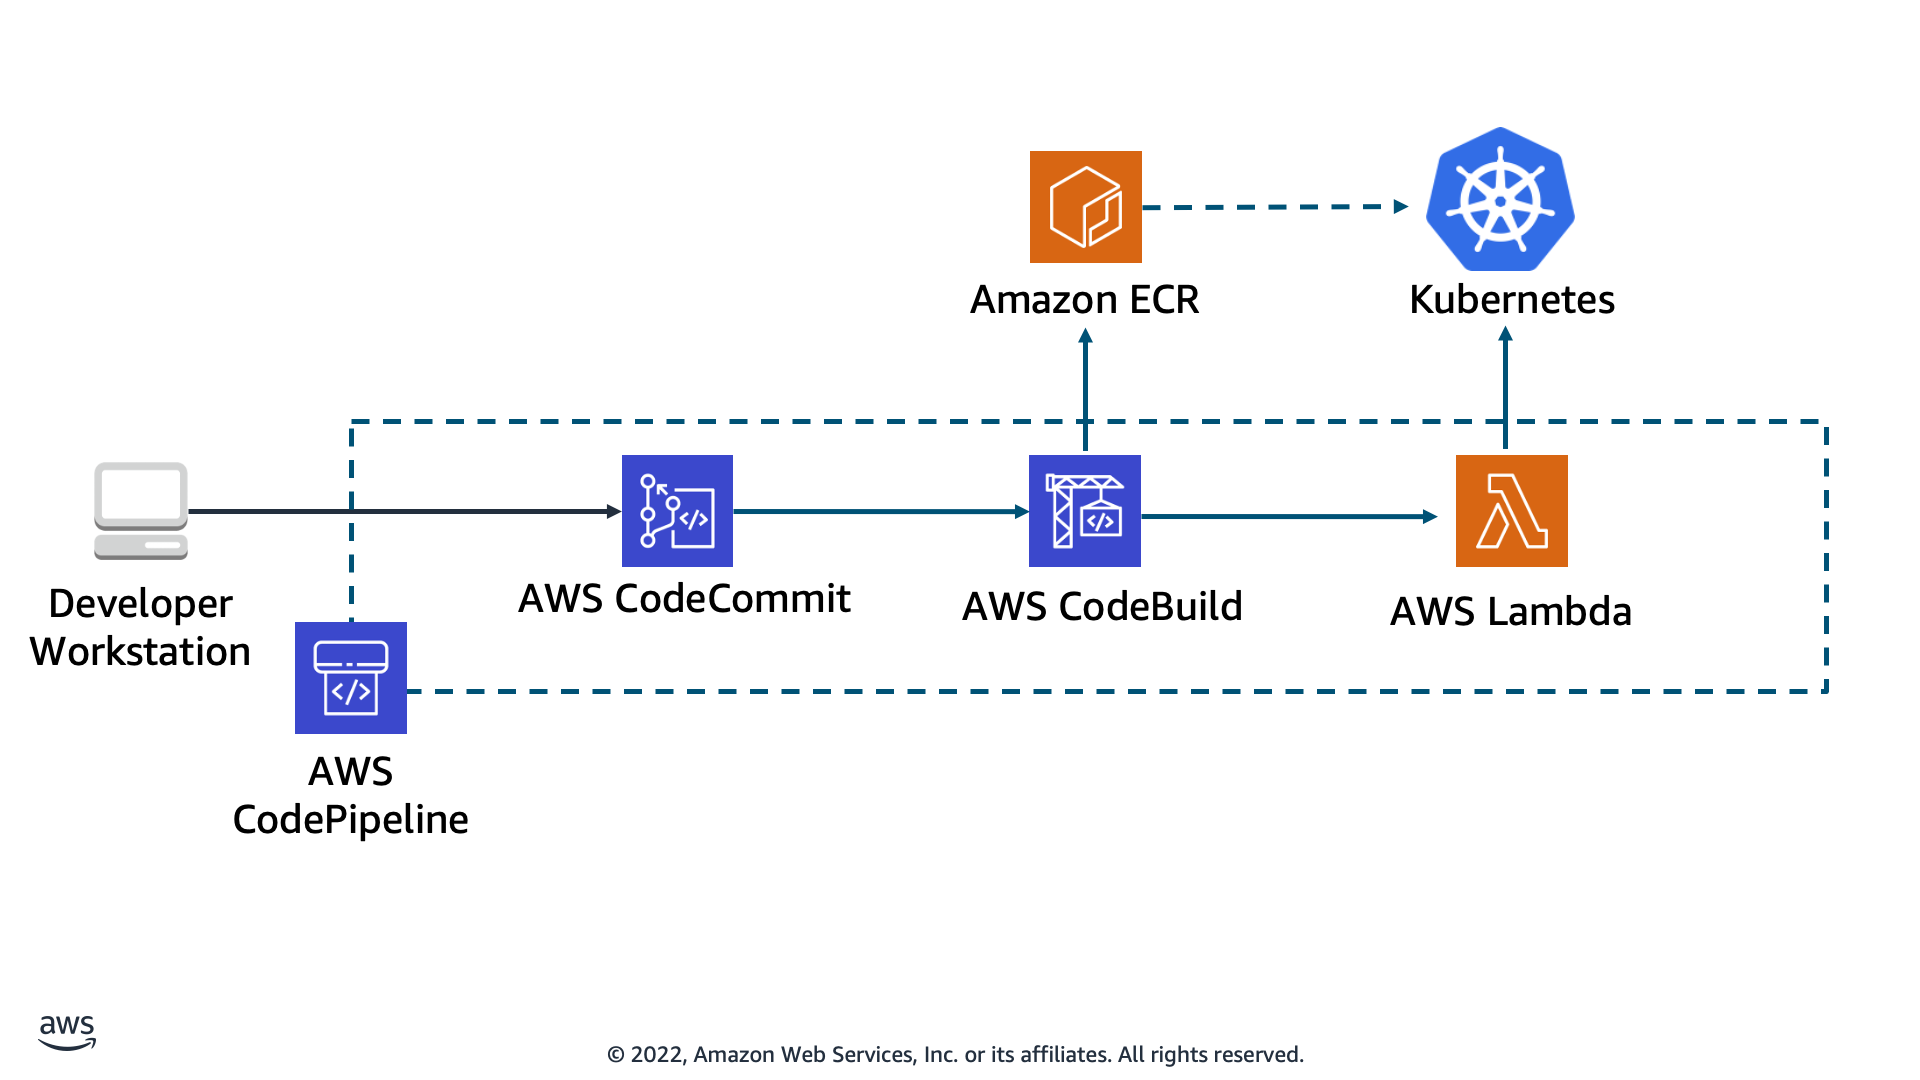 Amazon ECR
Kubernetes
Developer
Workstation
AWS CodeCommit
AWS CodeBuild
AWS Lambda
AWS
CodePipeline
aws
© 2022, Amazon Web Services, Inc. or its affiliates. All rights reserved.